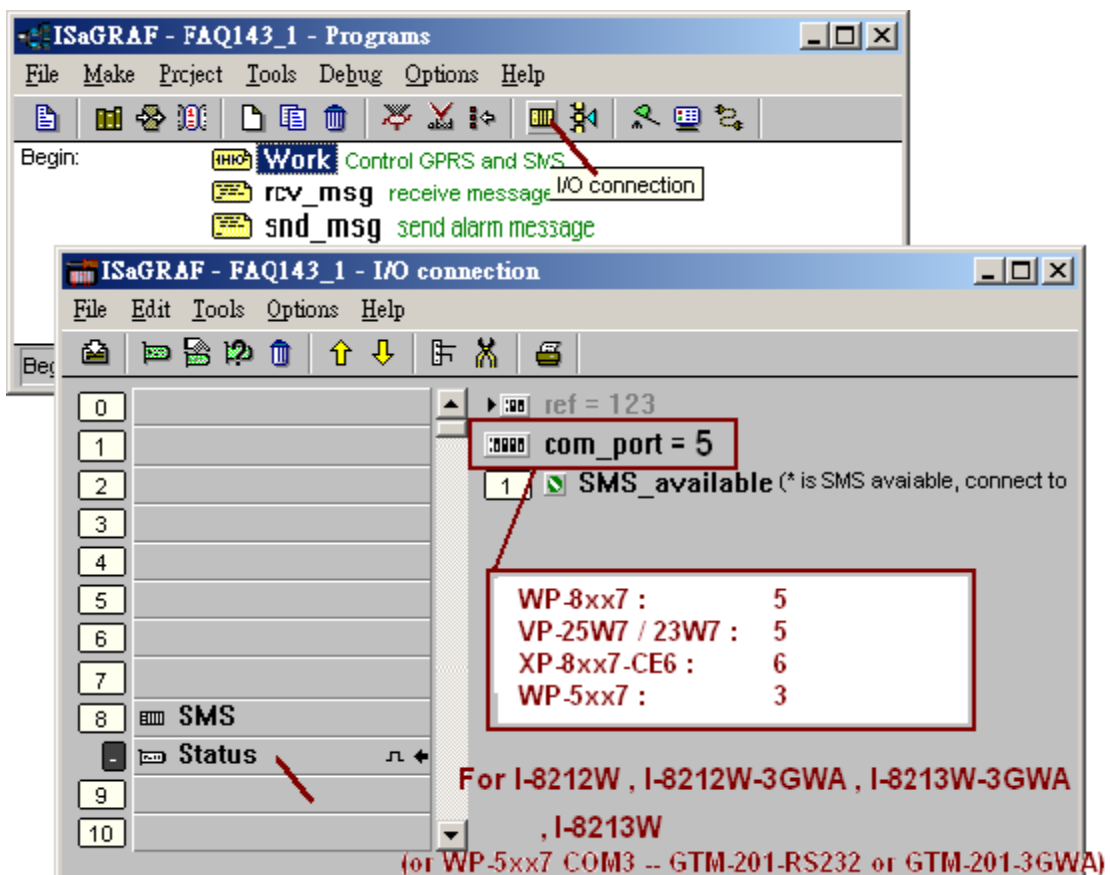 ISaGRAF - FAQ143_1 - Programs
File Make Project Tools Debug Options Help
Begin: Work Control GPRS and SMS
I/O connection
rcv_msg receive message
snd_msg send alarm message
Beg
ISaGRAF - FAQ143_1 - I/O connection
File Edit Tools Options Help
0
1
2
3
4
5
6
7
8 SMS
- Status
9
10
ref = 123
com_port = 5
1 SMS_available (* is SMS avaiable, connect to
WP-8xx7 : 5
VP-25W7 / 23W7 : 5
XP-8xx7-CE6 : 6
WP-5xx7 : 3
For I-8212W , I-8212W-3GWA , I-8213W-3GWA
, I-8213W
(or WP-5xx7 COM3 -- GTM-201-RS232 or GTM-201-3GWA)